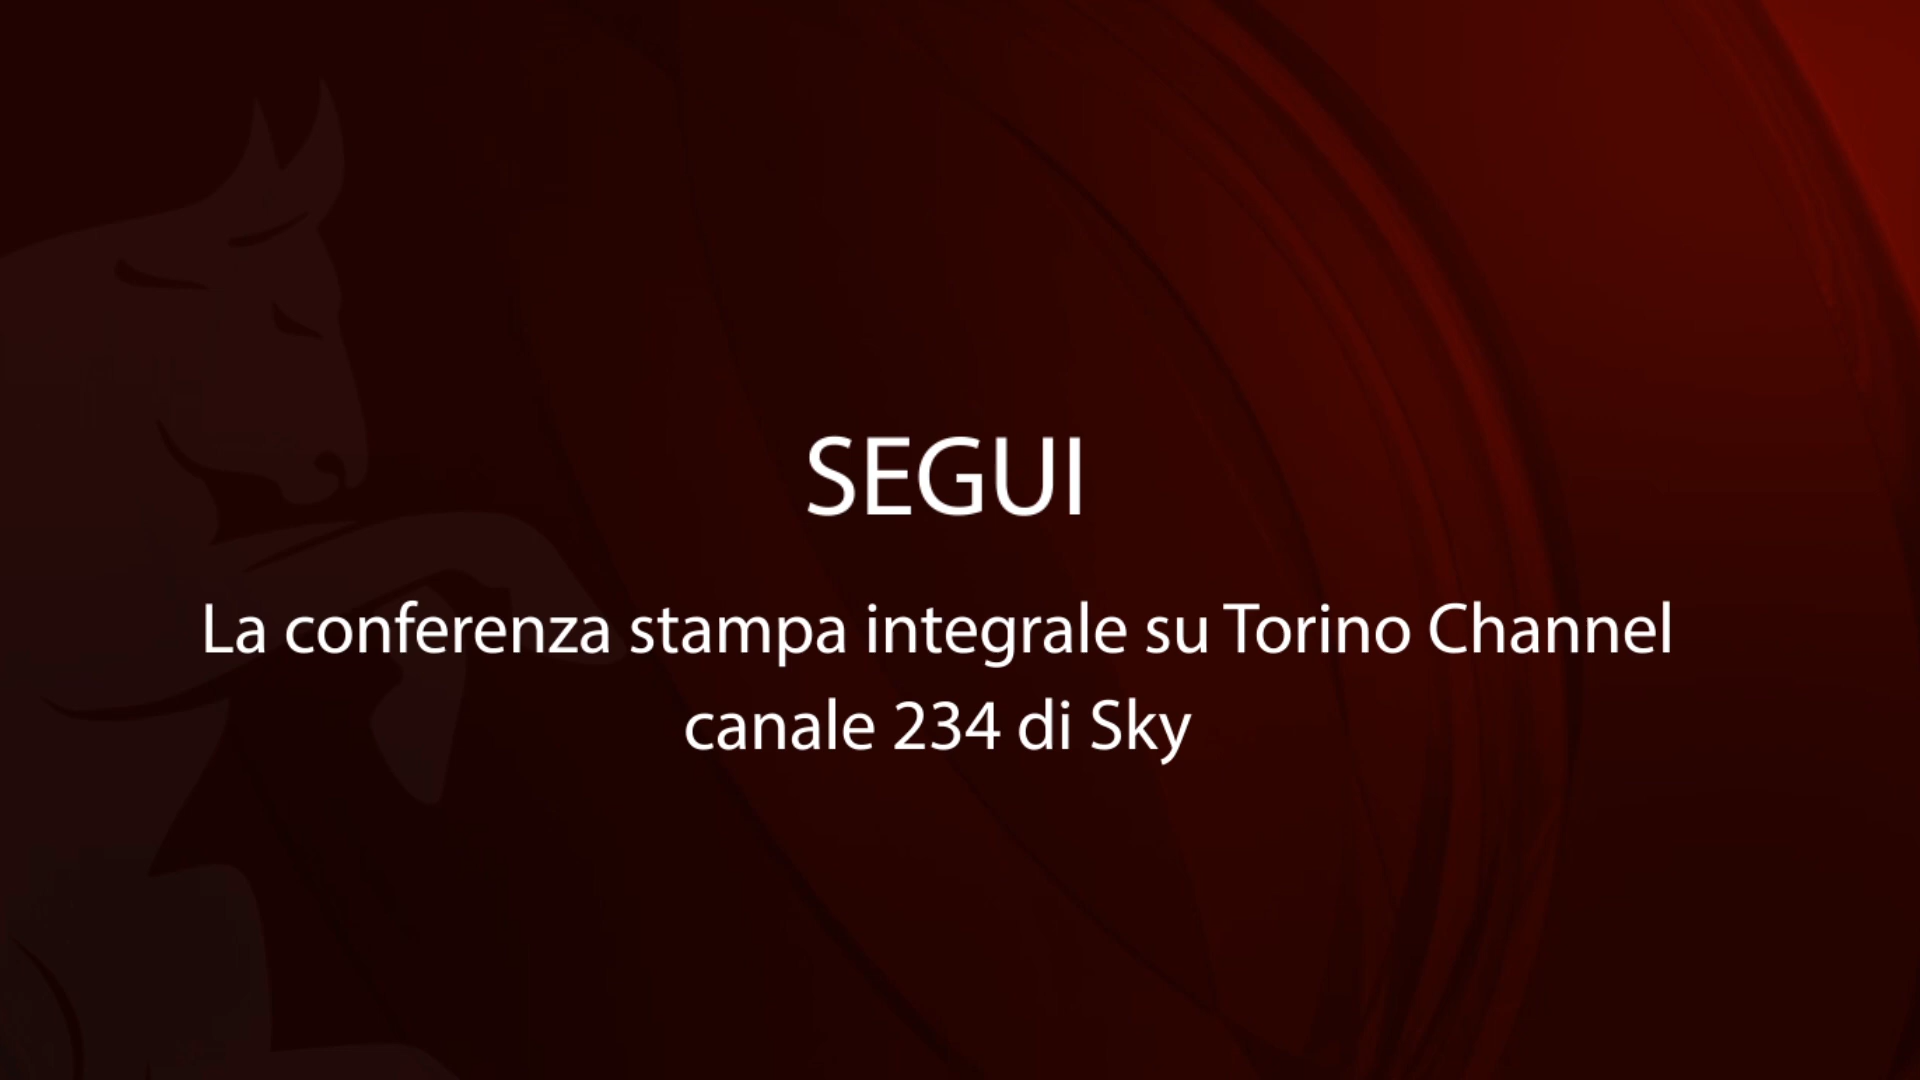 SEGUI
La conferenza stampa integrale su Torino Channel
canale 234 di Sky